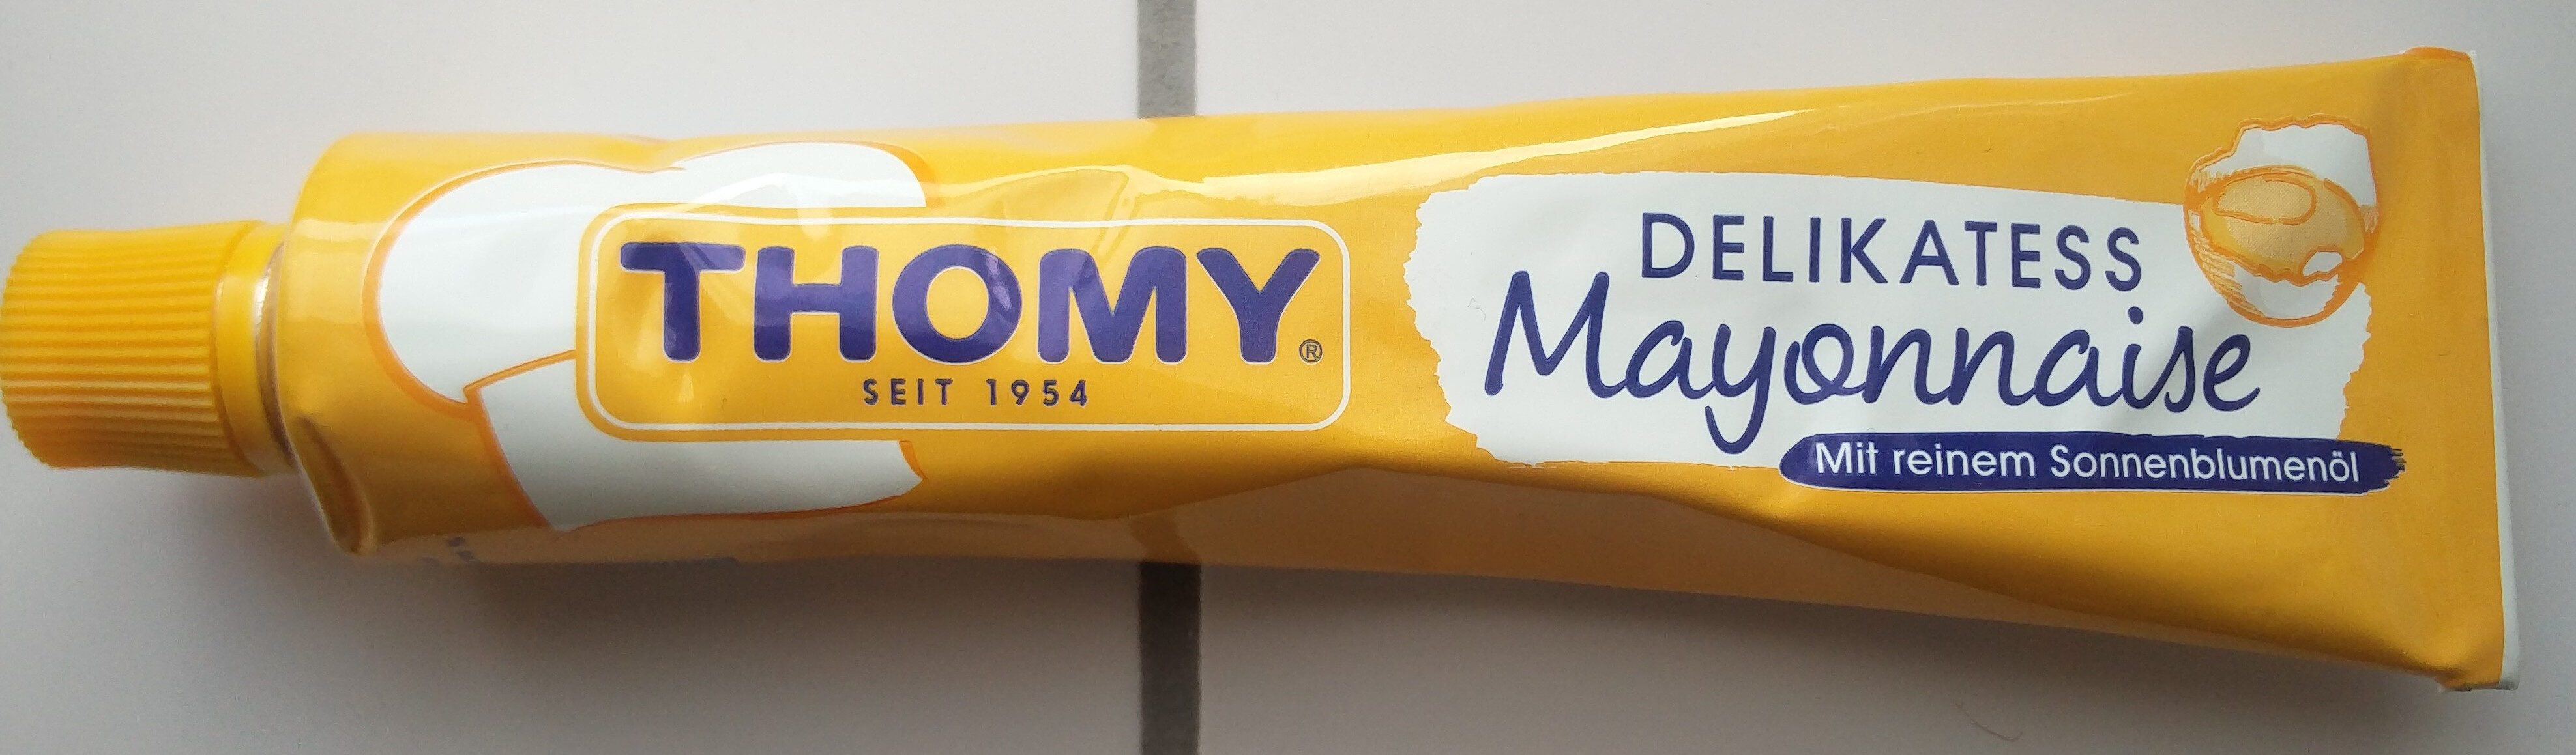 THOMY®
SEIT 1954
DELIKATESS
Mayonnaise
Mit reinem Sonnenblumenöl